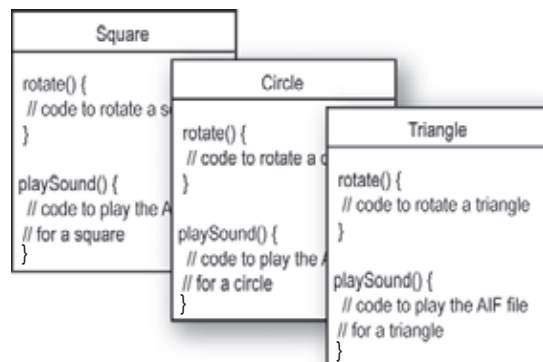 Square
rotate() {
// code to rotate a
}
playSound() {
// code to play the
// for a square
}
Circle
rotate() {
// code to rotate a
}
playSound() {
// code to play the
// for a circle
}
Triangle
rotate() {
// code to rotate a triangle
}
playSound() {
// code to play the AIF file
// for a triangle
}